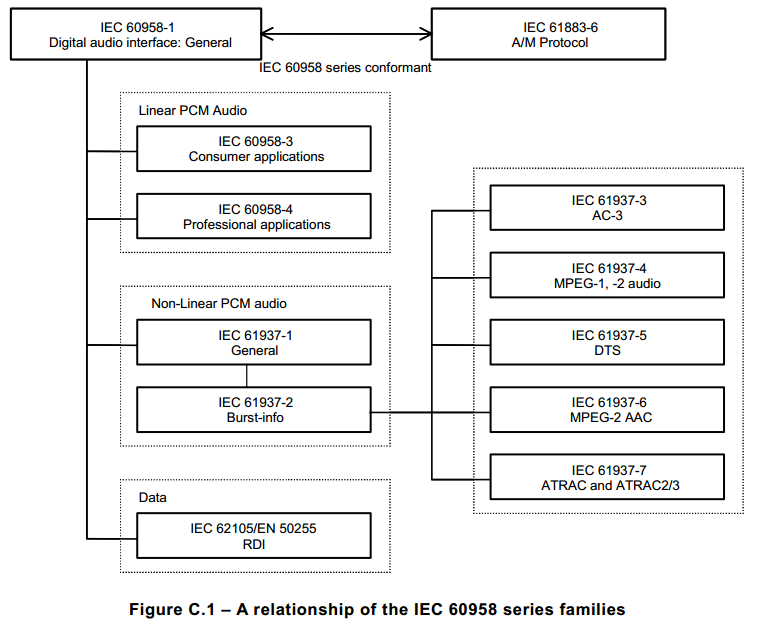 IEC 60958-1
Digital audio interface: General
IEC 61883-6
A/M Protocol
IEC 60958 series conformant
Linear PCM Audio
IEC 60958-3
Consumer applications
IEC 60958-4
Professional applications
Non-Linear PCM audio
IEC 61937-1
General
IEC 61937-2
Burst-info
IEC 61937-3
AC-3
IEC 61937-4
MPEG-1, -2 audio
IEC 61937-5
DTS
IEC 61937-6
MPEG-2 AAC
IEC 61937-7
ATRAC and ATRAC2/3
Data
IEC 62105/EN 50255
RDI
Figure C.1 – A relationship of the IEC 60958 series families